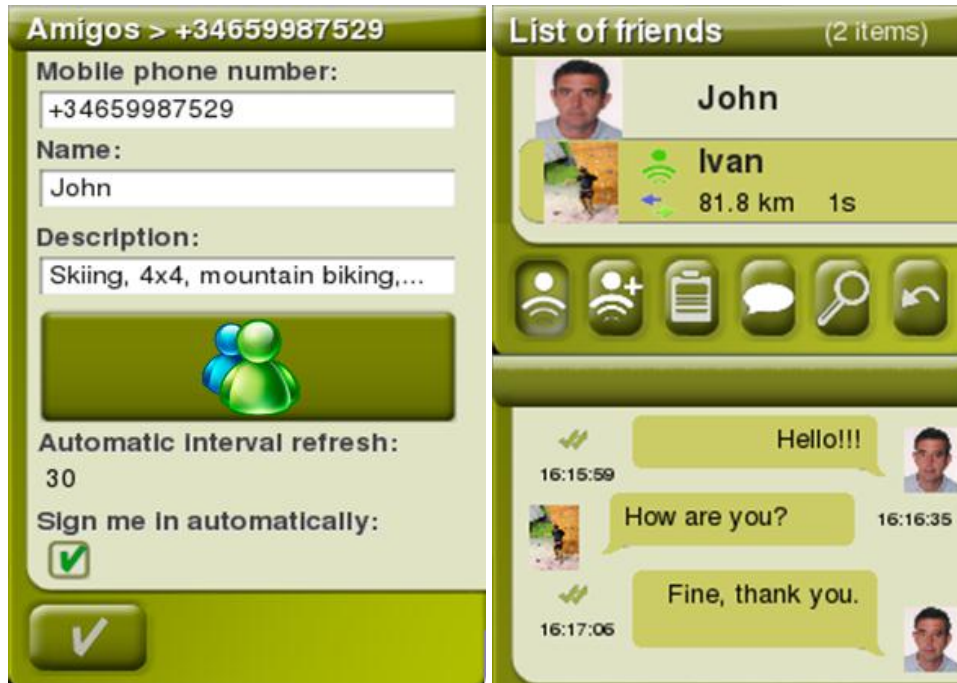 Amigos > +34659987529
Mobile phone number:
+34659987529
Name:
John
Description:
Skiing, 4x4, mountain biking,...
Automatic interval refresh:
30
Sign me in automatically:
List of friends (2 items)
John
Ivan
81.8 km 1s
Hello!!!
16:15:59
How are you?
16:16:35
Fine, thank you.
16:17:06